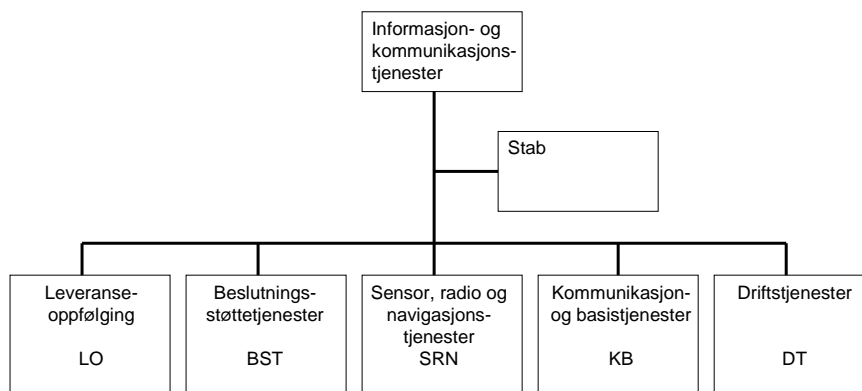 Informasjon- og
kommunikasjons-
tjenester
Stab
Leveranse-
oppfølging
LO
Beslutnings-
støttetjenester
BST
Sensor, radio og
navigasjons-
tjenester
SRN
Kommunikasjon-
og basistjenester
KB
Driftstjenester
DT